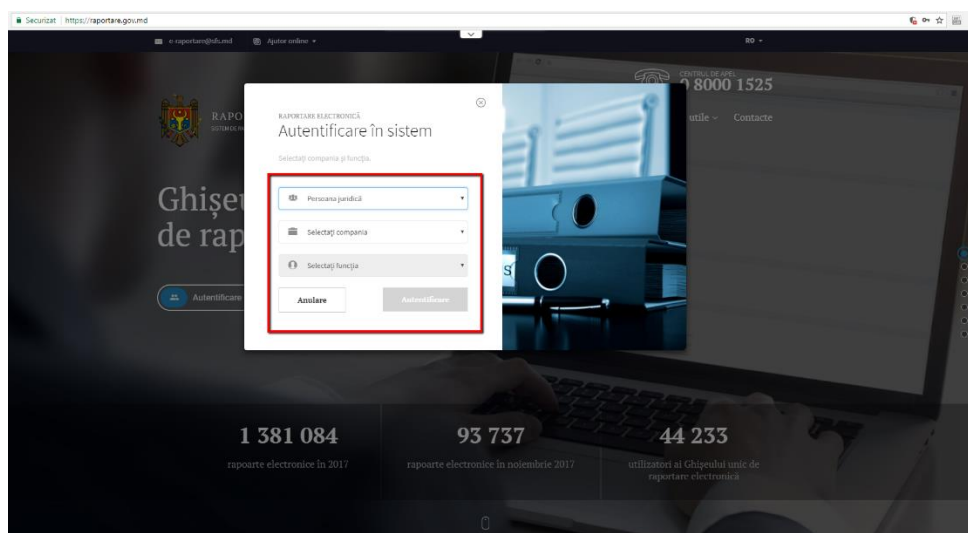 Securizat | https://raportare.gov.md
e-raportare@sfs.md Ajutor online
RO
CENTRUL DE APEL
0 8000 1525
RAPO
utile Contacte
RAPORTARE ELECTRONICĂ
Autentificare în sistem
Selectați compania și funcția.
Persoana juridică
Selectați compania
Selectați funcția
Anulare Autentificare
Ghișeu
de rap
Autentificare
1 381 084
rapoarte electronice în 2017
93 737
rapoarte electronice în noiembrie 2017
44 233
utilizatori ai Ghișeului unic de
raportare electronică